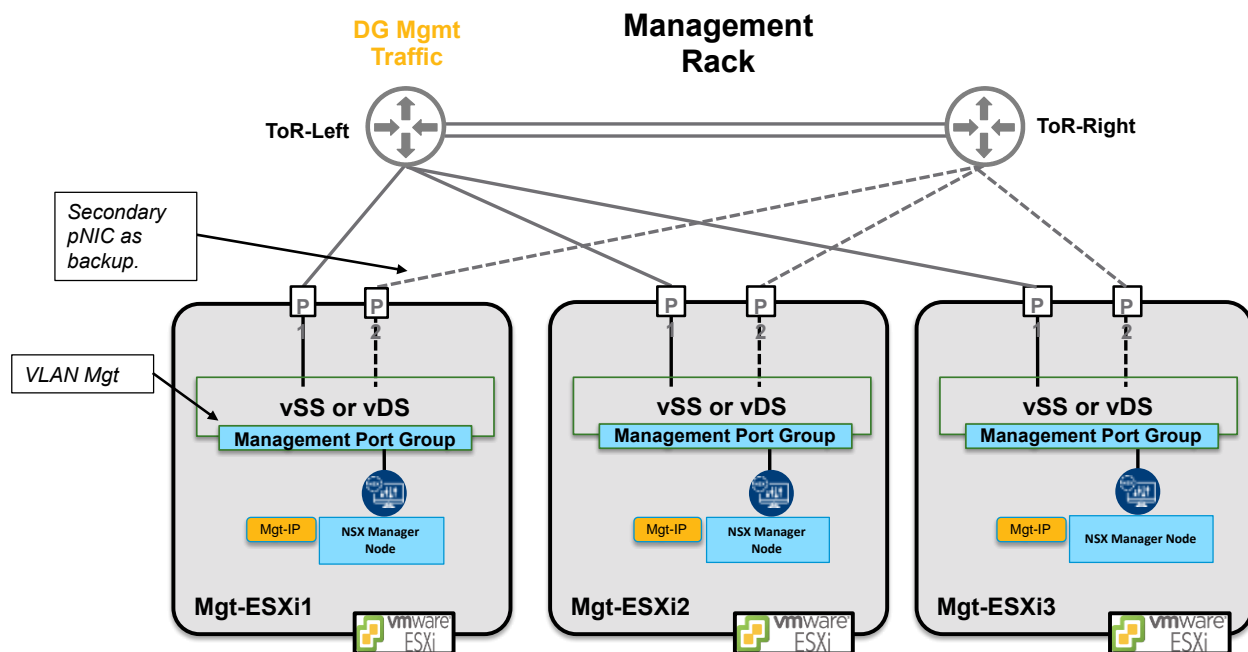 DG Mgmt
Traffic
Management
Rack
ToR-Left
ToR-Right
Secondary
pNIC as
backup.
P
1
P
2
P
1
P
2
P
1
P
2
VLAN Mgt
vSS or vDS
vSS or vDS
vSS or vDS
Management Port Group
Management Port Group
Management Port Group
Mgt-IP
NSX Manager
Node
Mgt-IP
NSX Manager
Node
Mgt-IP
NSX Manager Node
Mgt-ESXi1
Mgt-ESXi2
Mgt-ESXi3
vmware®
ESXi
vmware®
ESXi
vmware®
ESXi